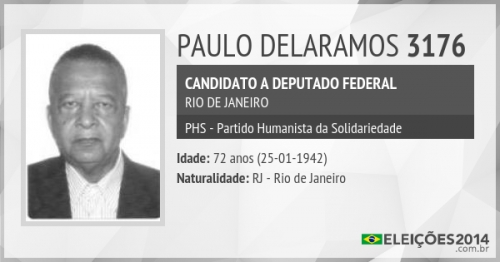 PAULO DELARAMOS 3176
CANDIDATO A DEPUTADO FEDERAL
RIO DE JANEIRO
PHS - Partido Humanista da Solidariedade
Idade: 72 anos (25-01-1942)
Naturalidade: RJ - Rio de Janeiro
ELEIÇÕES2014
.com.br